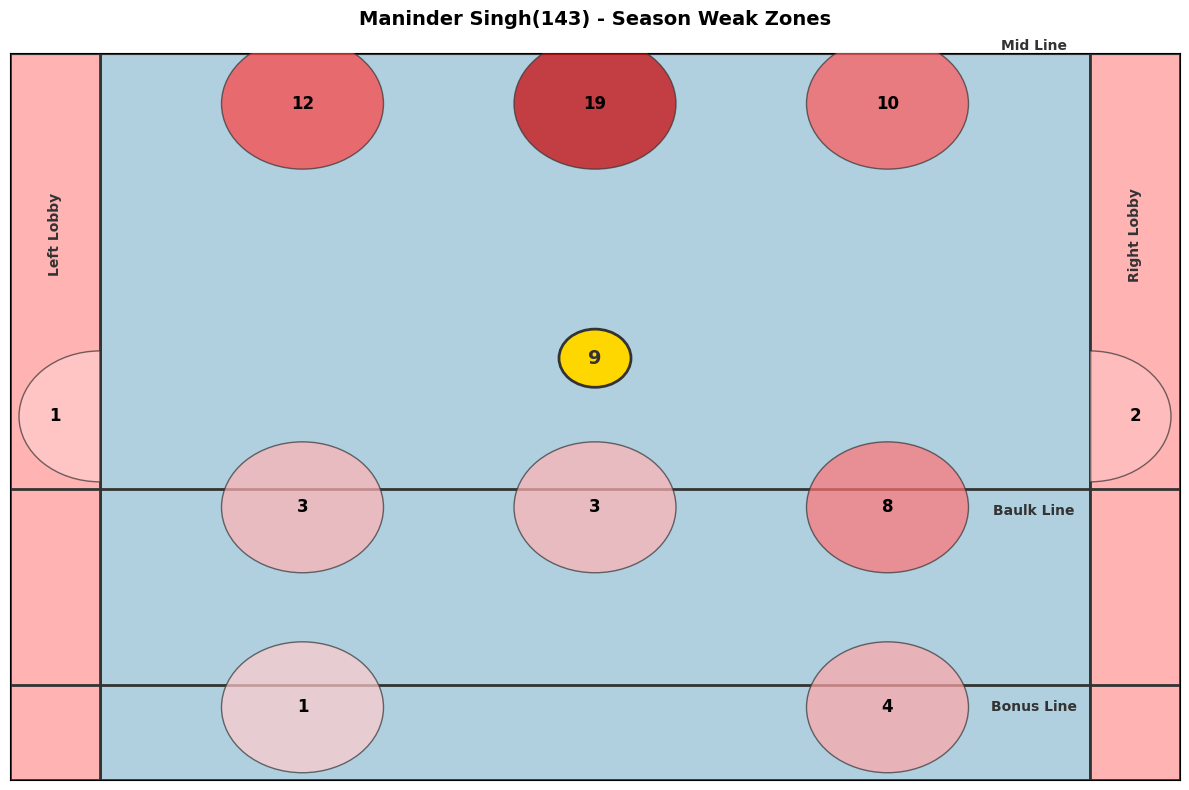 Maninder Singh(143) - Season Weak Zones
Mid Line
12
19
10
Left Lobby
Right Lobby
9
1
2
3
3
8
Baulk Line
1
4
Bonus Line